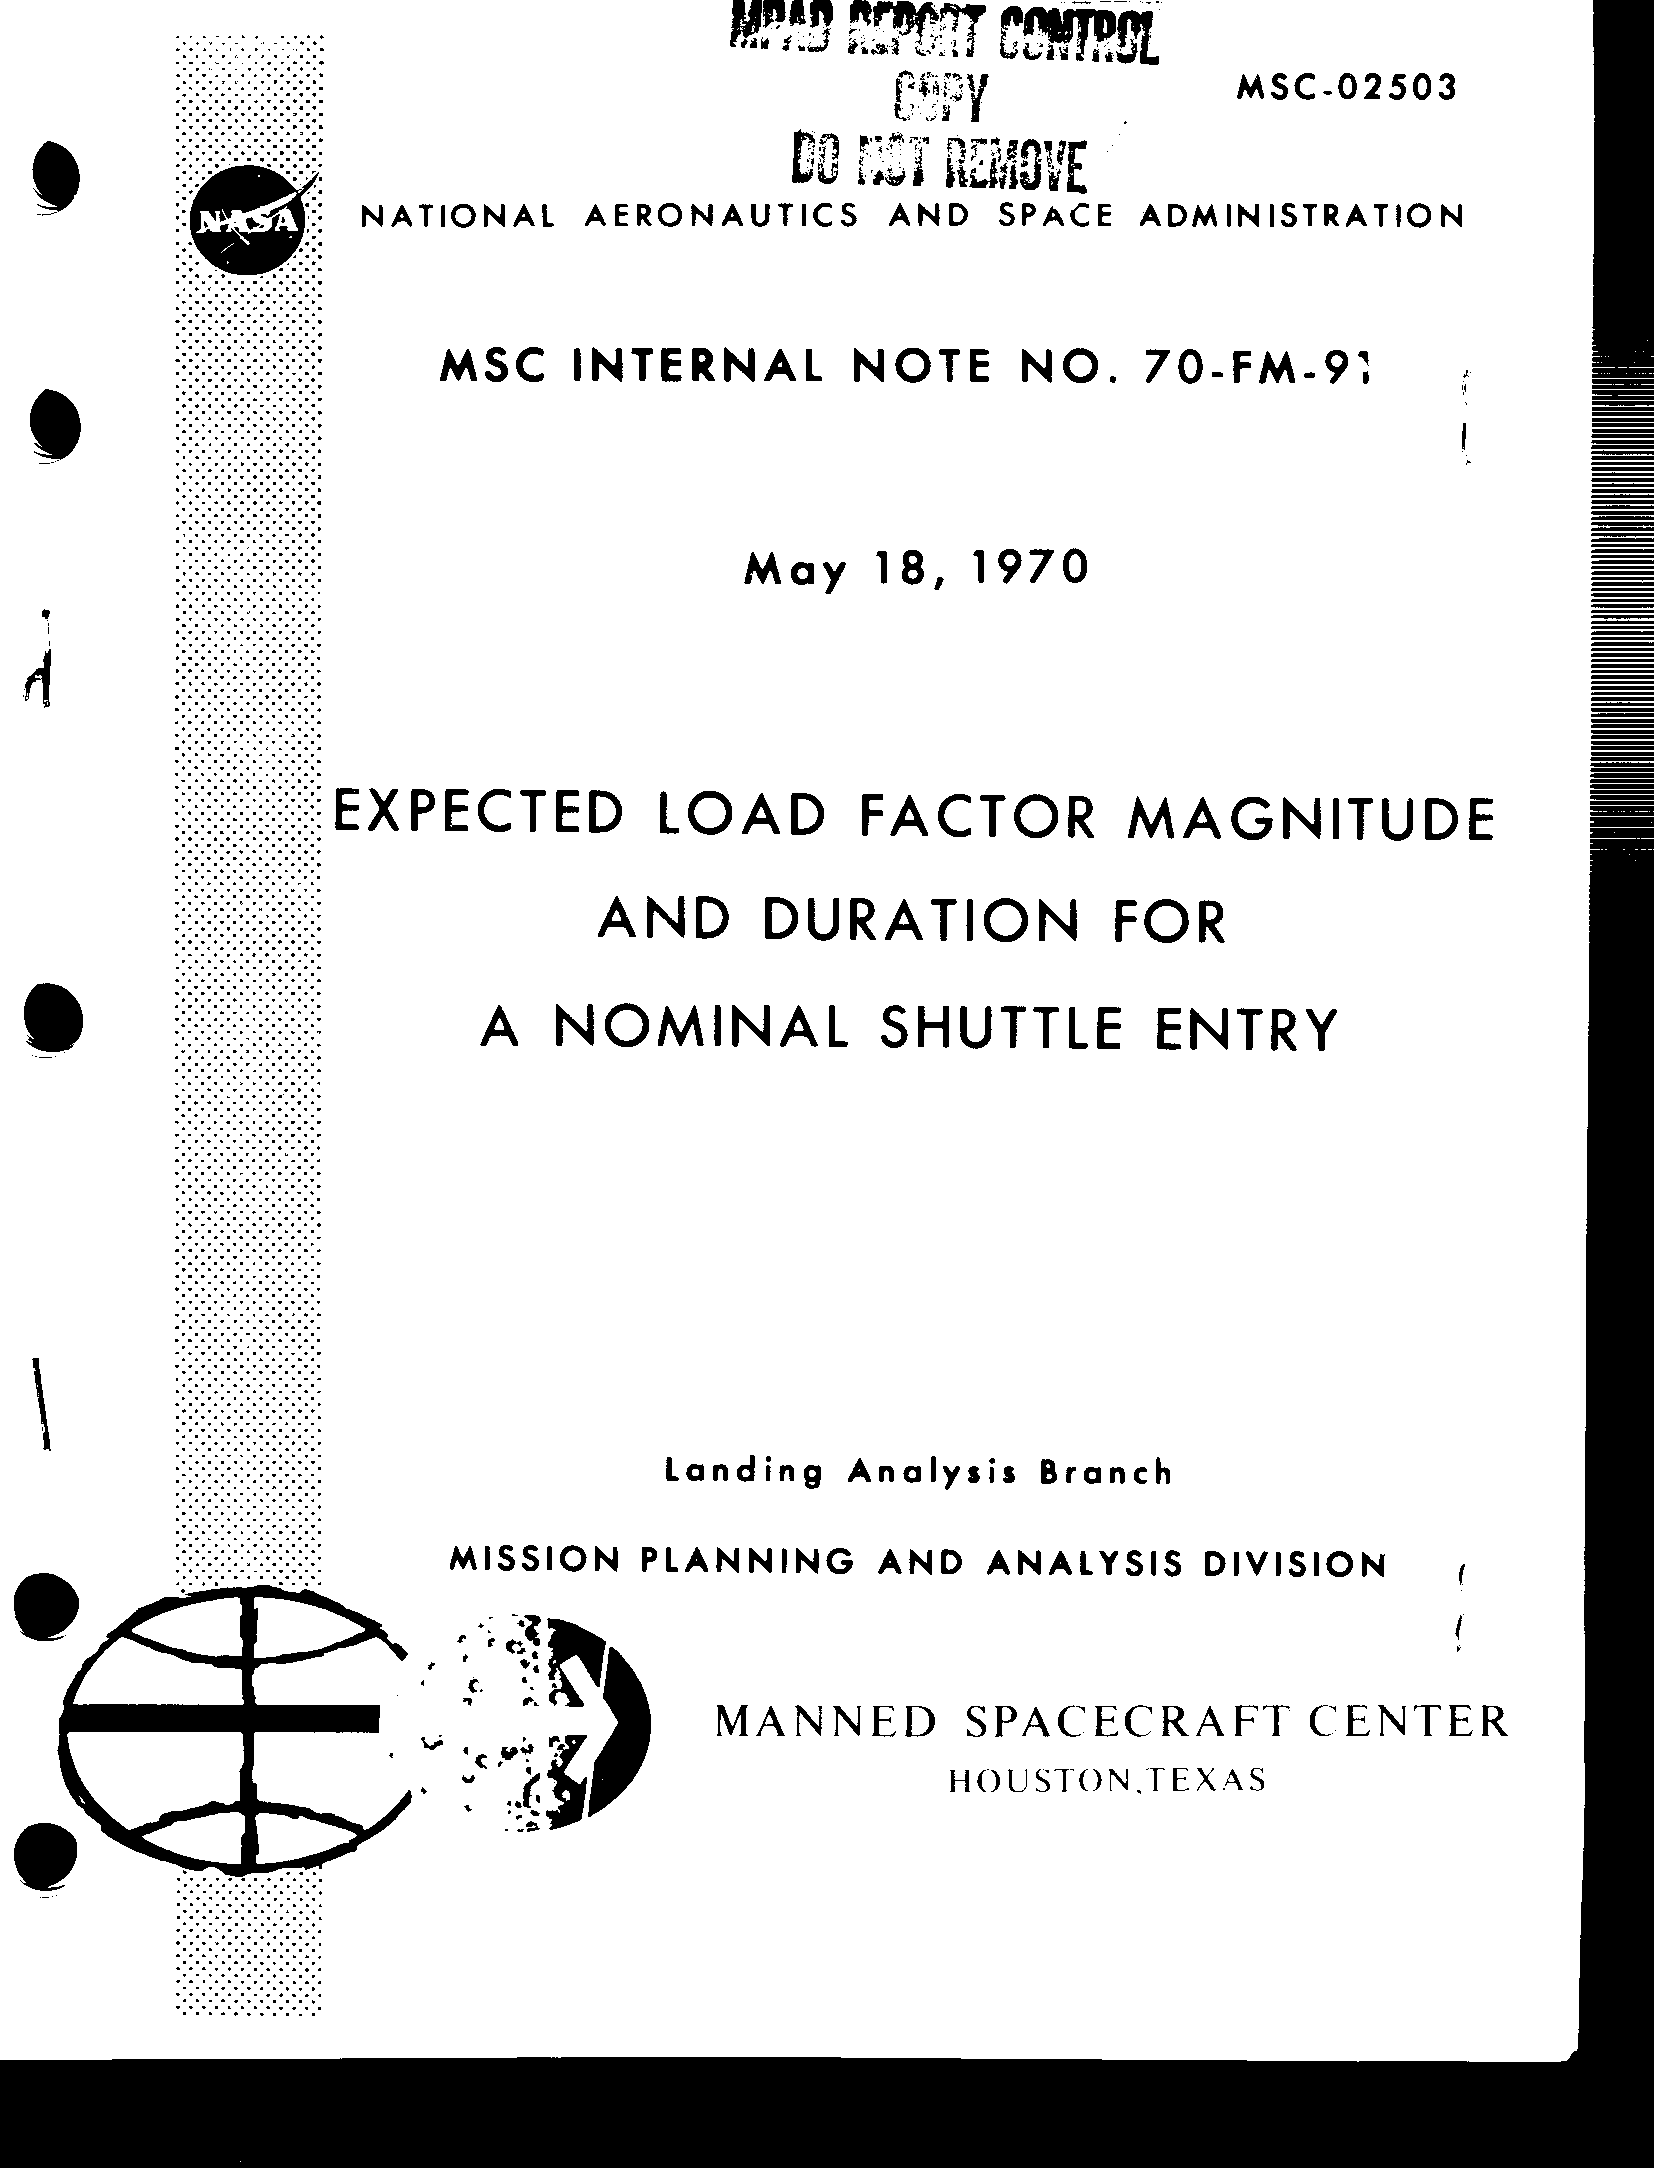 MPAD REPORT CONTROL
COPY
MSC-02503
DO NOT REMOVE
NASA
NATIONAL AERONAUTICS AND SPACE ADMINISTRATION
MSC INTERNAL NOTE NO. 70-FM-91
May 18, 1970
EXPECTED LOAD FACTOR MAGNITUDE
AND DURATION FOR
A NOMINAL SHUTTLE ENTRY
Landing Analysis Branch
MISSION PLANNING AND ANALYSIS DIVISION
MANNED SPACECRAFT CENTER
HOUSTON, TEXAS